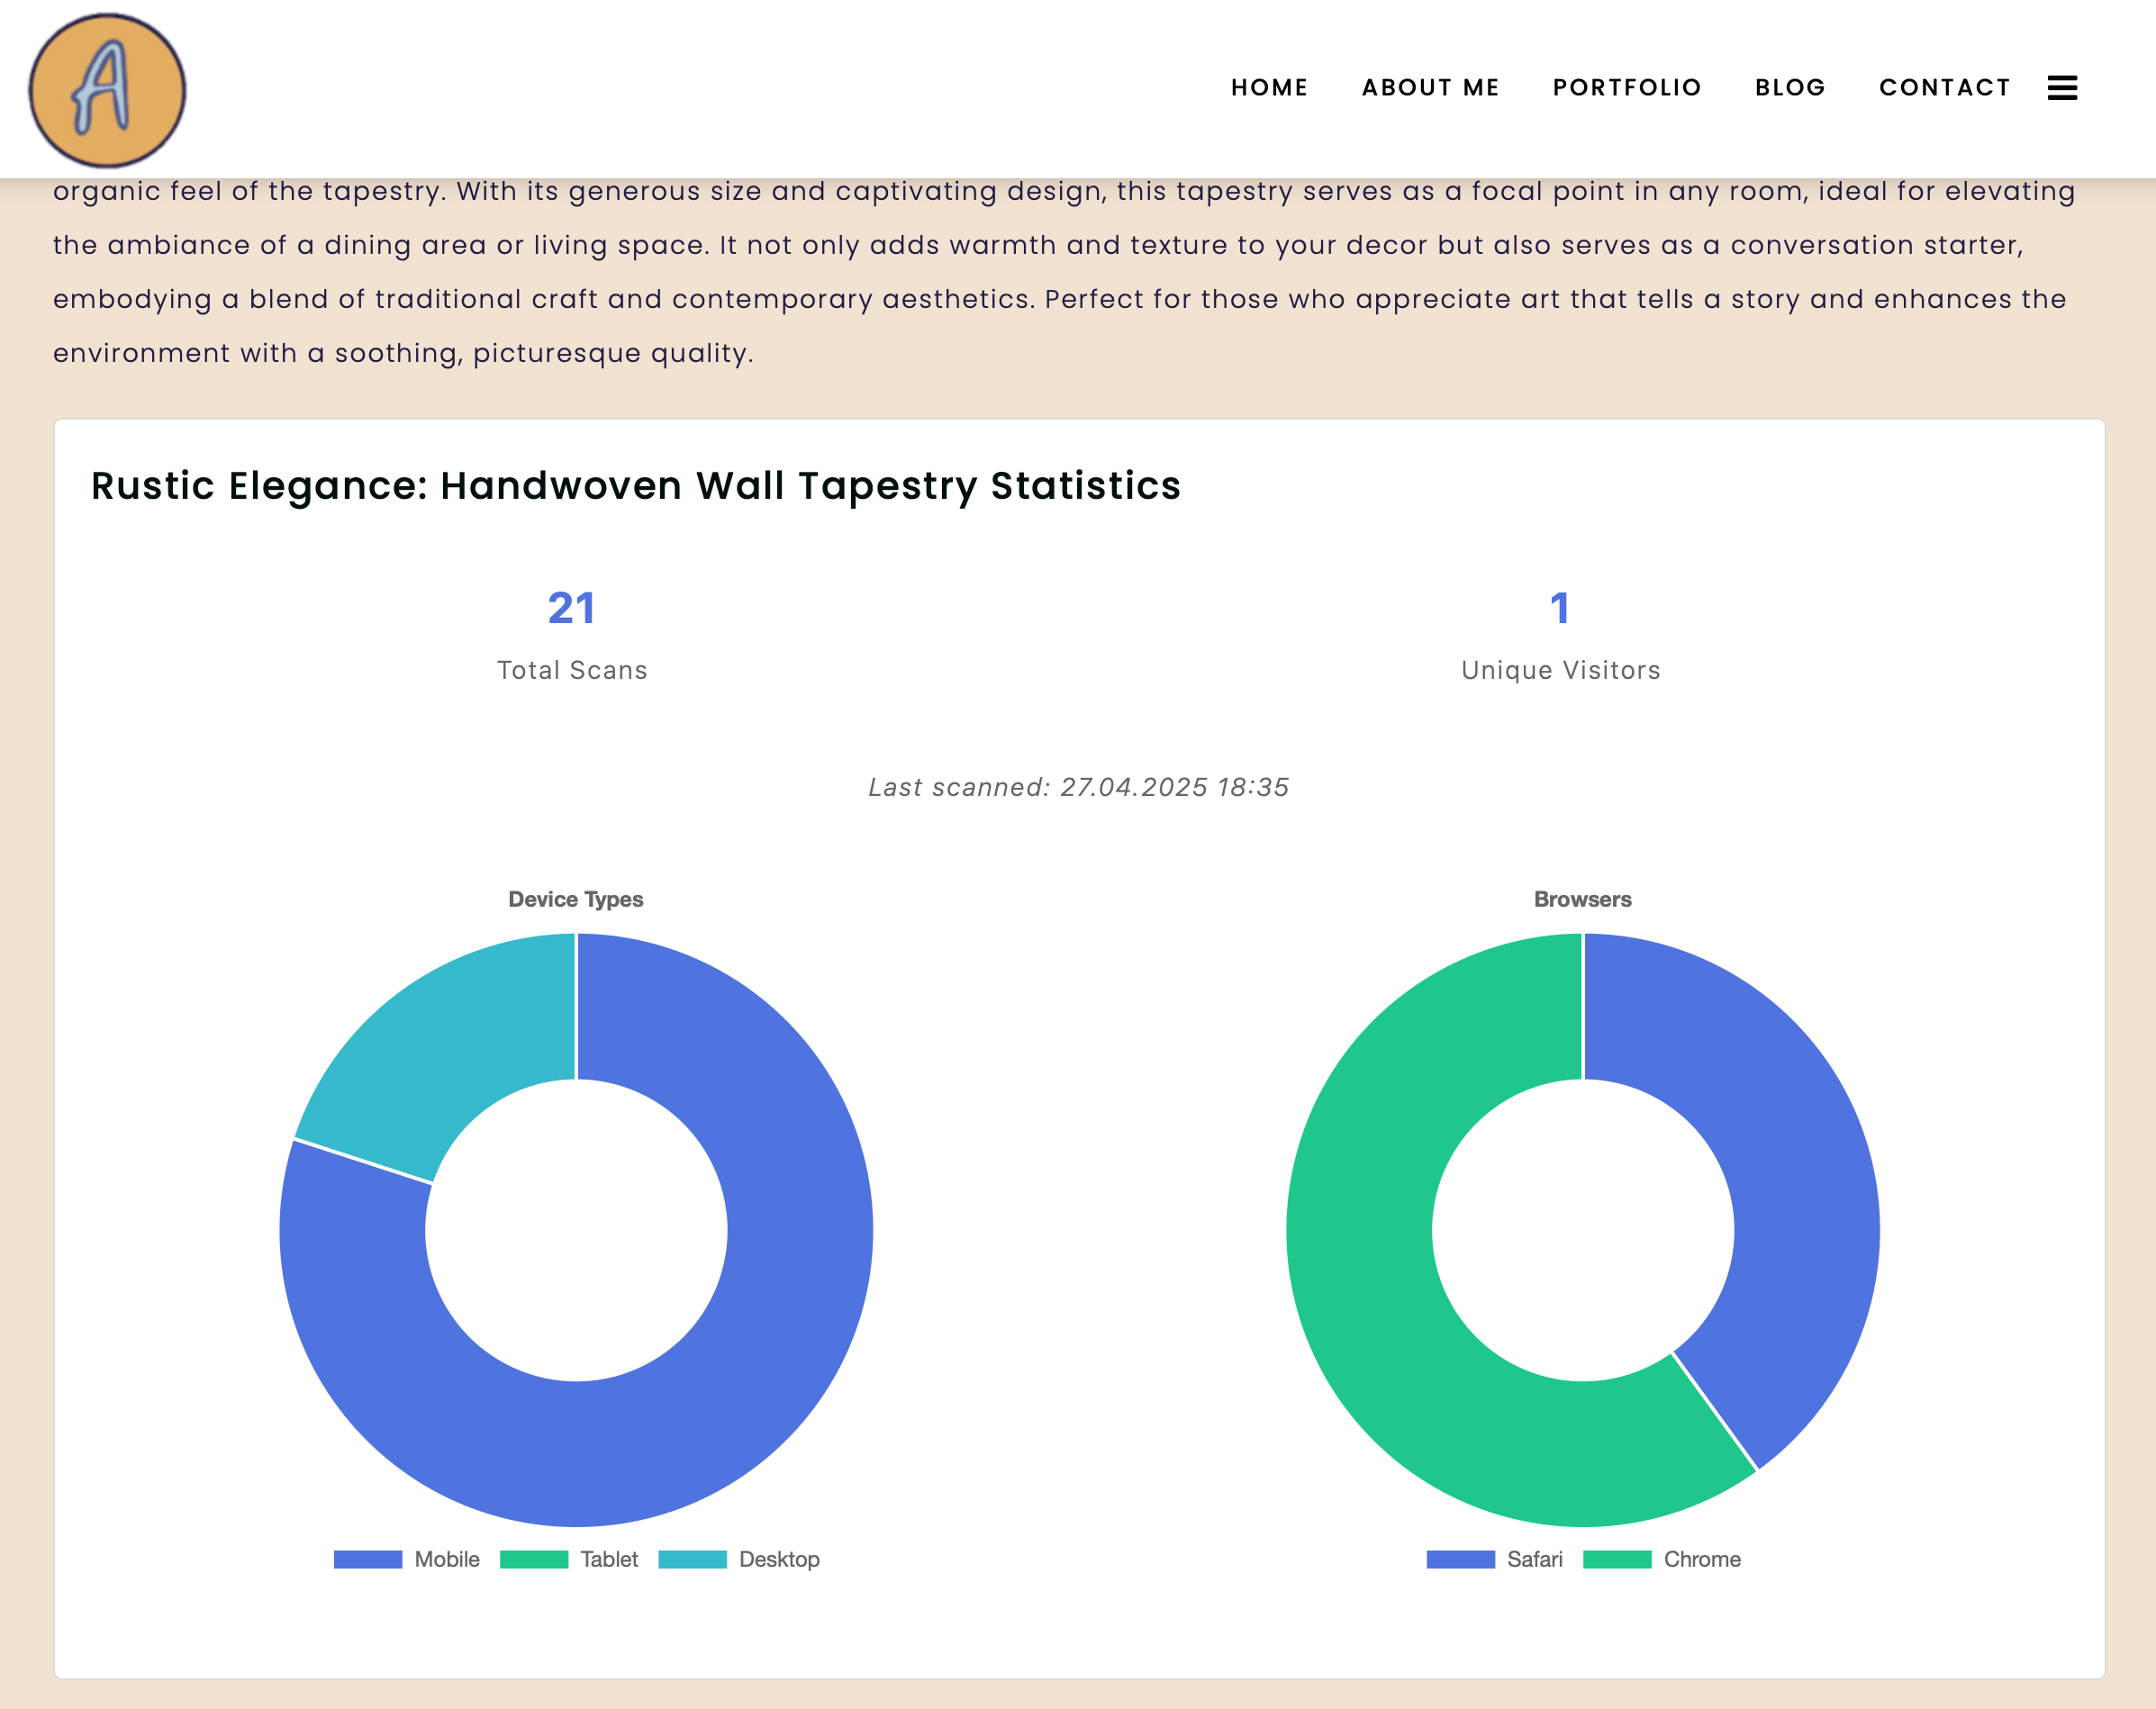 A
HOME ABOUT ME PORTFOLIO BLOG CONTACT
organic feel of the tapestry. With its generous size and captivating design, this tapestry serves as a focal point in any room, ideal for elevating
the ambiance of a dining area or living space. It not only adds warmth and texture to your decor but also serves as a conversation starter,
embodying a blend of traditional craft and contemporary aesthetics. Perfect for those who appreciate art that tells a story and enhances the
environment with a soothing, picturesque quality.
Rustic Elegance: Handwoven Wall Tapestry Statistics
21
Total Scans
1
Unique Visitors
Last scanned: 27.04.2025 18:35
Device Types
Mobile Tablet Desktop
Browsers
Safari Chrome